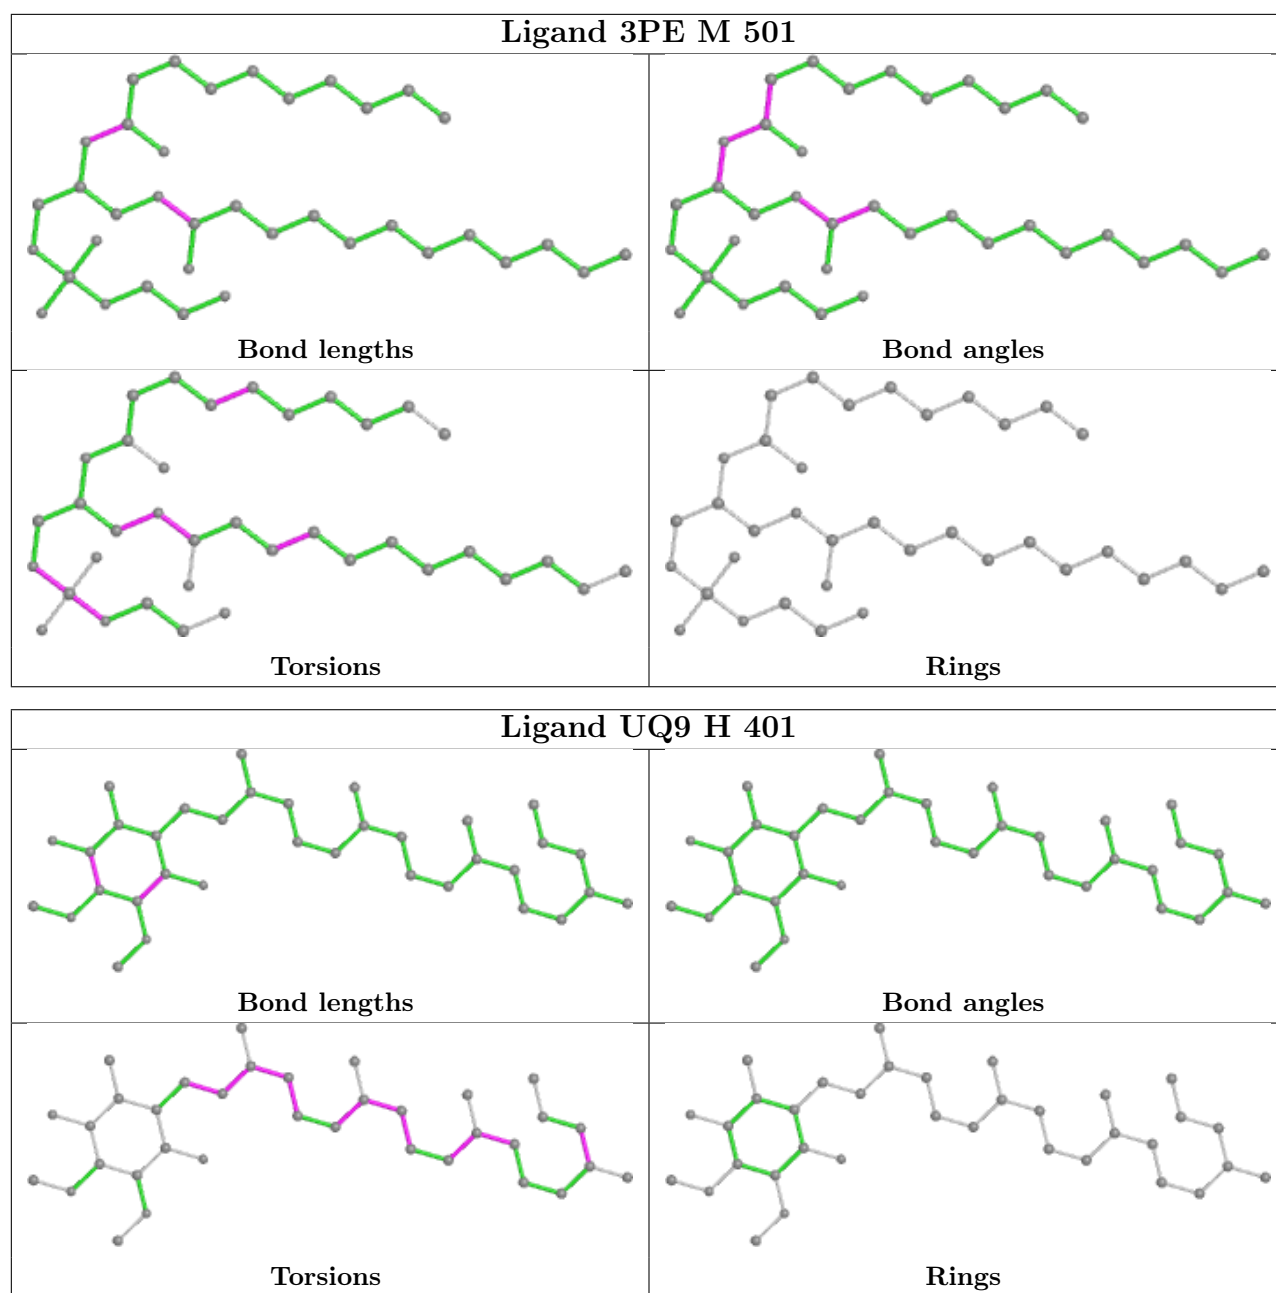 Ligand 3PE M 501
Bond lengths
Bond angles
Torsions
Rings
Ligand UQ9 H 401
Bond lengths
Bond angles
Torsions
Rings